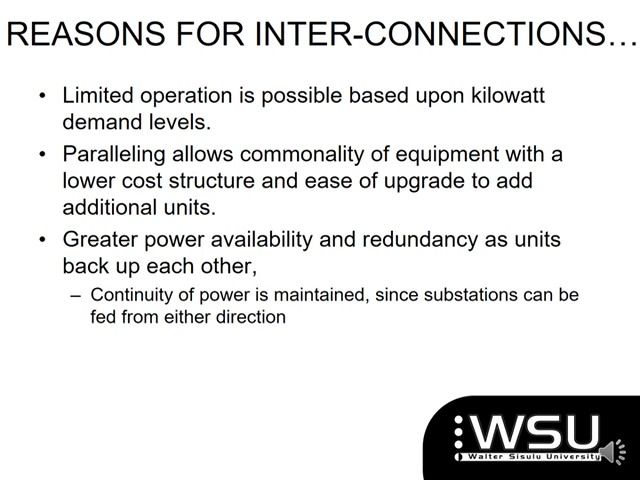 REASONS FOR INTER-CONNECTIONS…
• Limited operation is possible based upon kilowatt
demand levels.
• Paralleling allows commonality of equipment with a
lower cost structure and ease of upgrade to add
additional units.
• Greater power availability and redundancy as units
back up each other,
– Continuity of power is maintained, since substations can be
fed from either direction
WSU
Walter Sisulu University